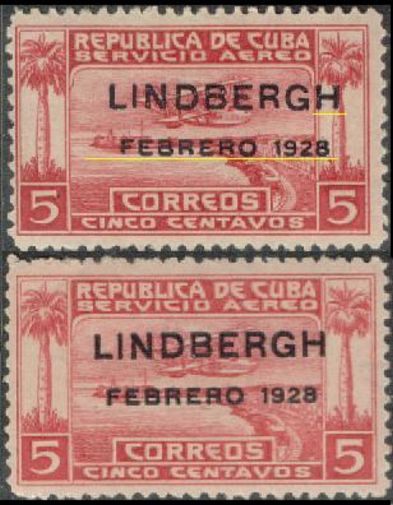 REPUBLICA DE CUBA
SERVICIO AEREO
LINDBERGH
FEBRERO 1928
5 CORREOS 5
CINCO CENTAVOS
REPUBLICA DE CUBA
SERVICIO AEREO
LINDBERGH
FEBRERO 1928
5 CORREOS 5
CINCO CENTAVOS